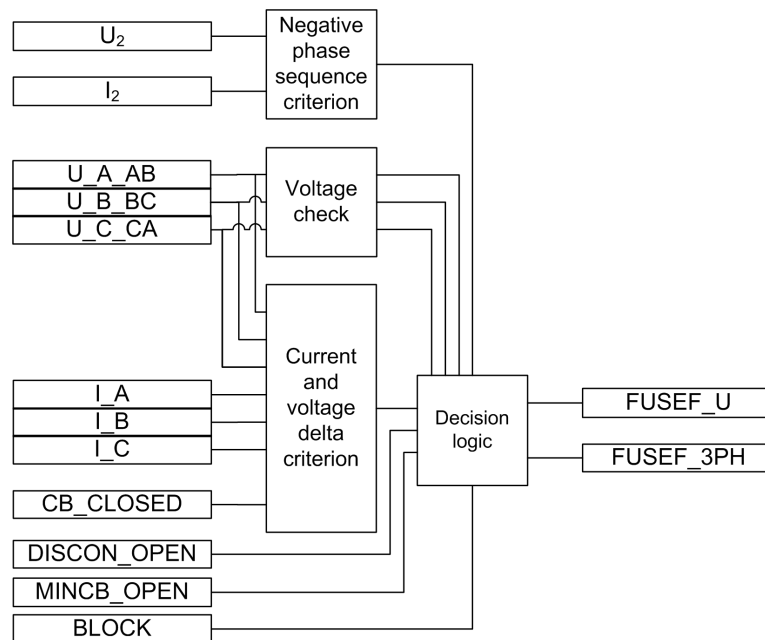 U₂
I₂
Negative
phase
sequence
criterion
U_A_AB
U_B_BC
U_C_CA
Voltage
check
I_A
I_B
I_C
CB_CLOSED
Current
and
voltage
delta
criterion
Decision
logic
FUSEF_U
FUSEF_3PH
DISCON_OPEN
MINCB_OPEN
BLOCK